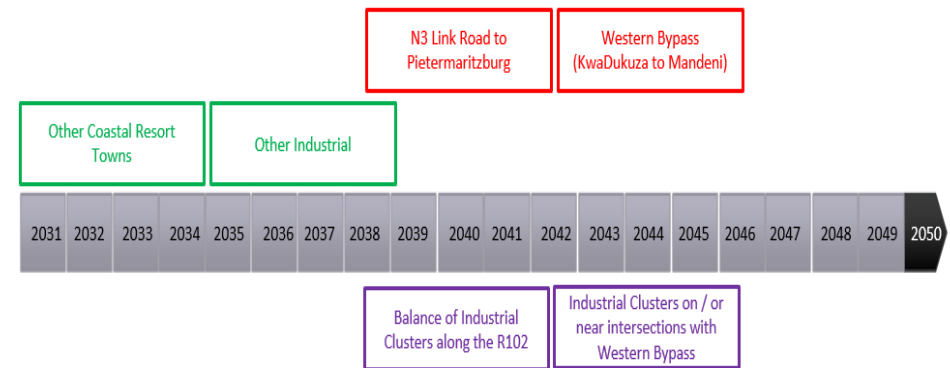 N3 Link Road to
Pietermaritzburg
Western Bypass
(KwaDukuza to Mandeni)
Other Coastal Resort
Towns
Other Industrial
2031 2032 2033 2034 2035 2036 2037 2038 2039 2040 2041 2042 2043 2044 2045 2046 2047 2048 2049 2050
Balance of Industrial
Clusters along the R102
Industrial Clusters on / or
near intersections with
Western Bypass